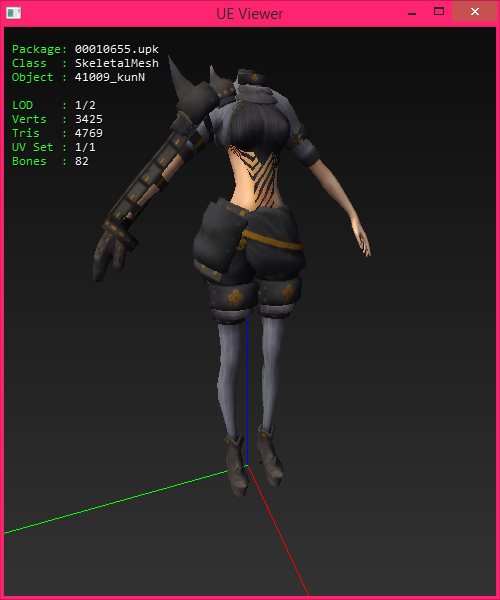 UE Viewer
Package: 00010655.upk
Class  : SkeletalMesh
Object : 41009_kunN
LOD    : 1/2
Verts  : 3425
Tris   : 4769
UV Set : 1/1
Bones  : 82